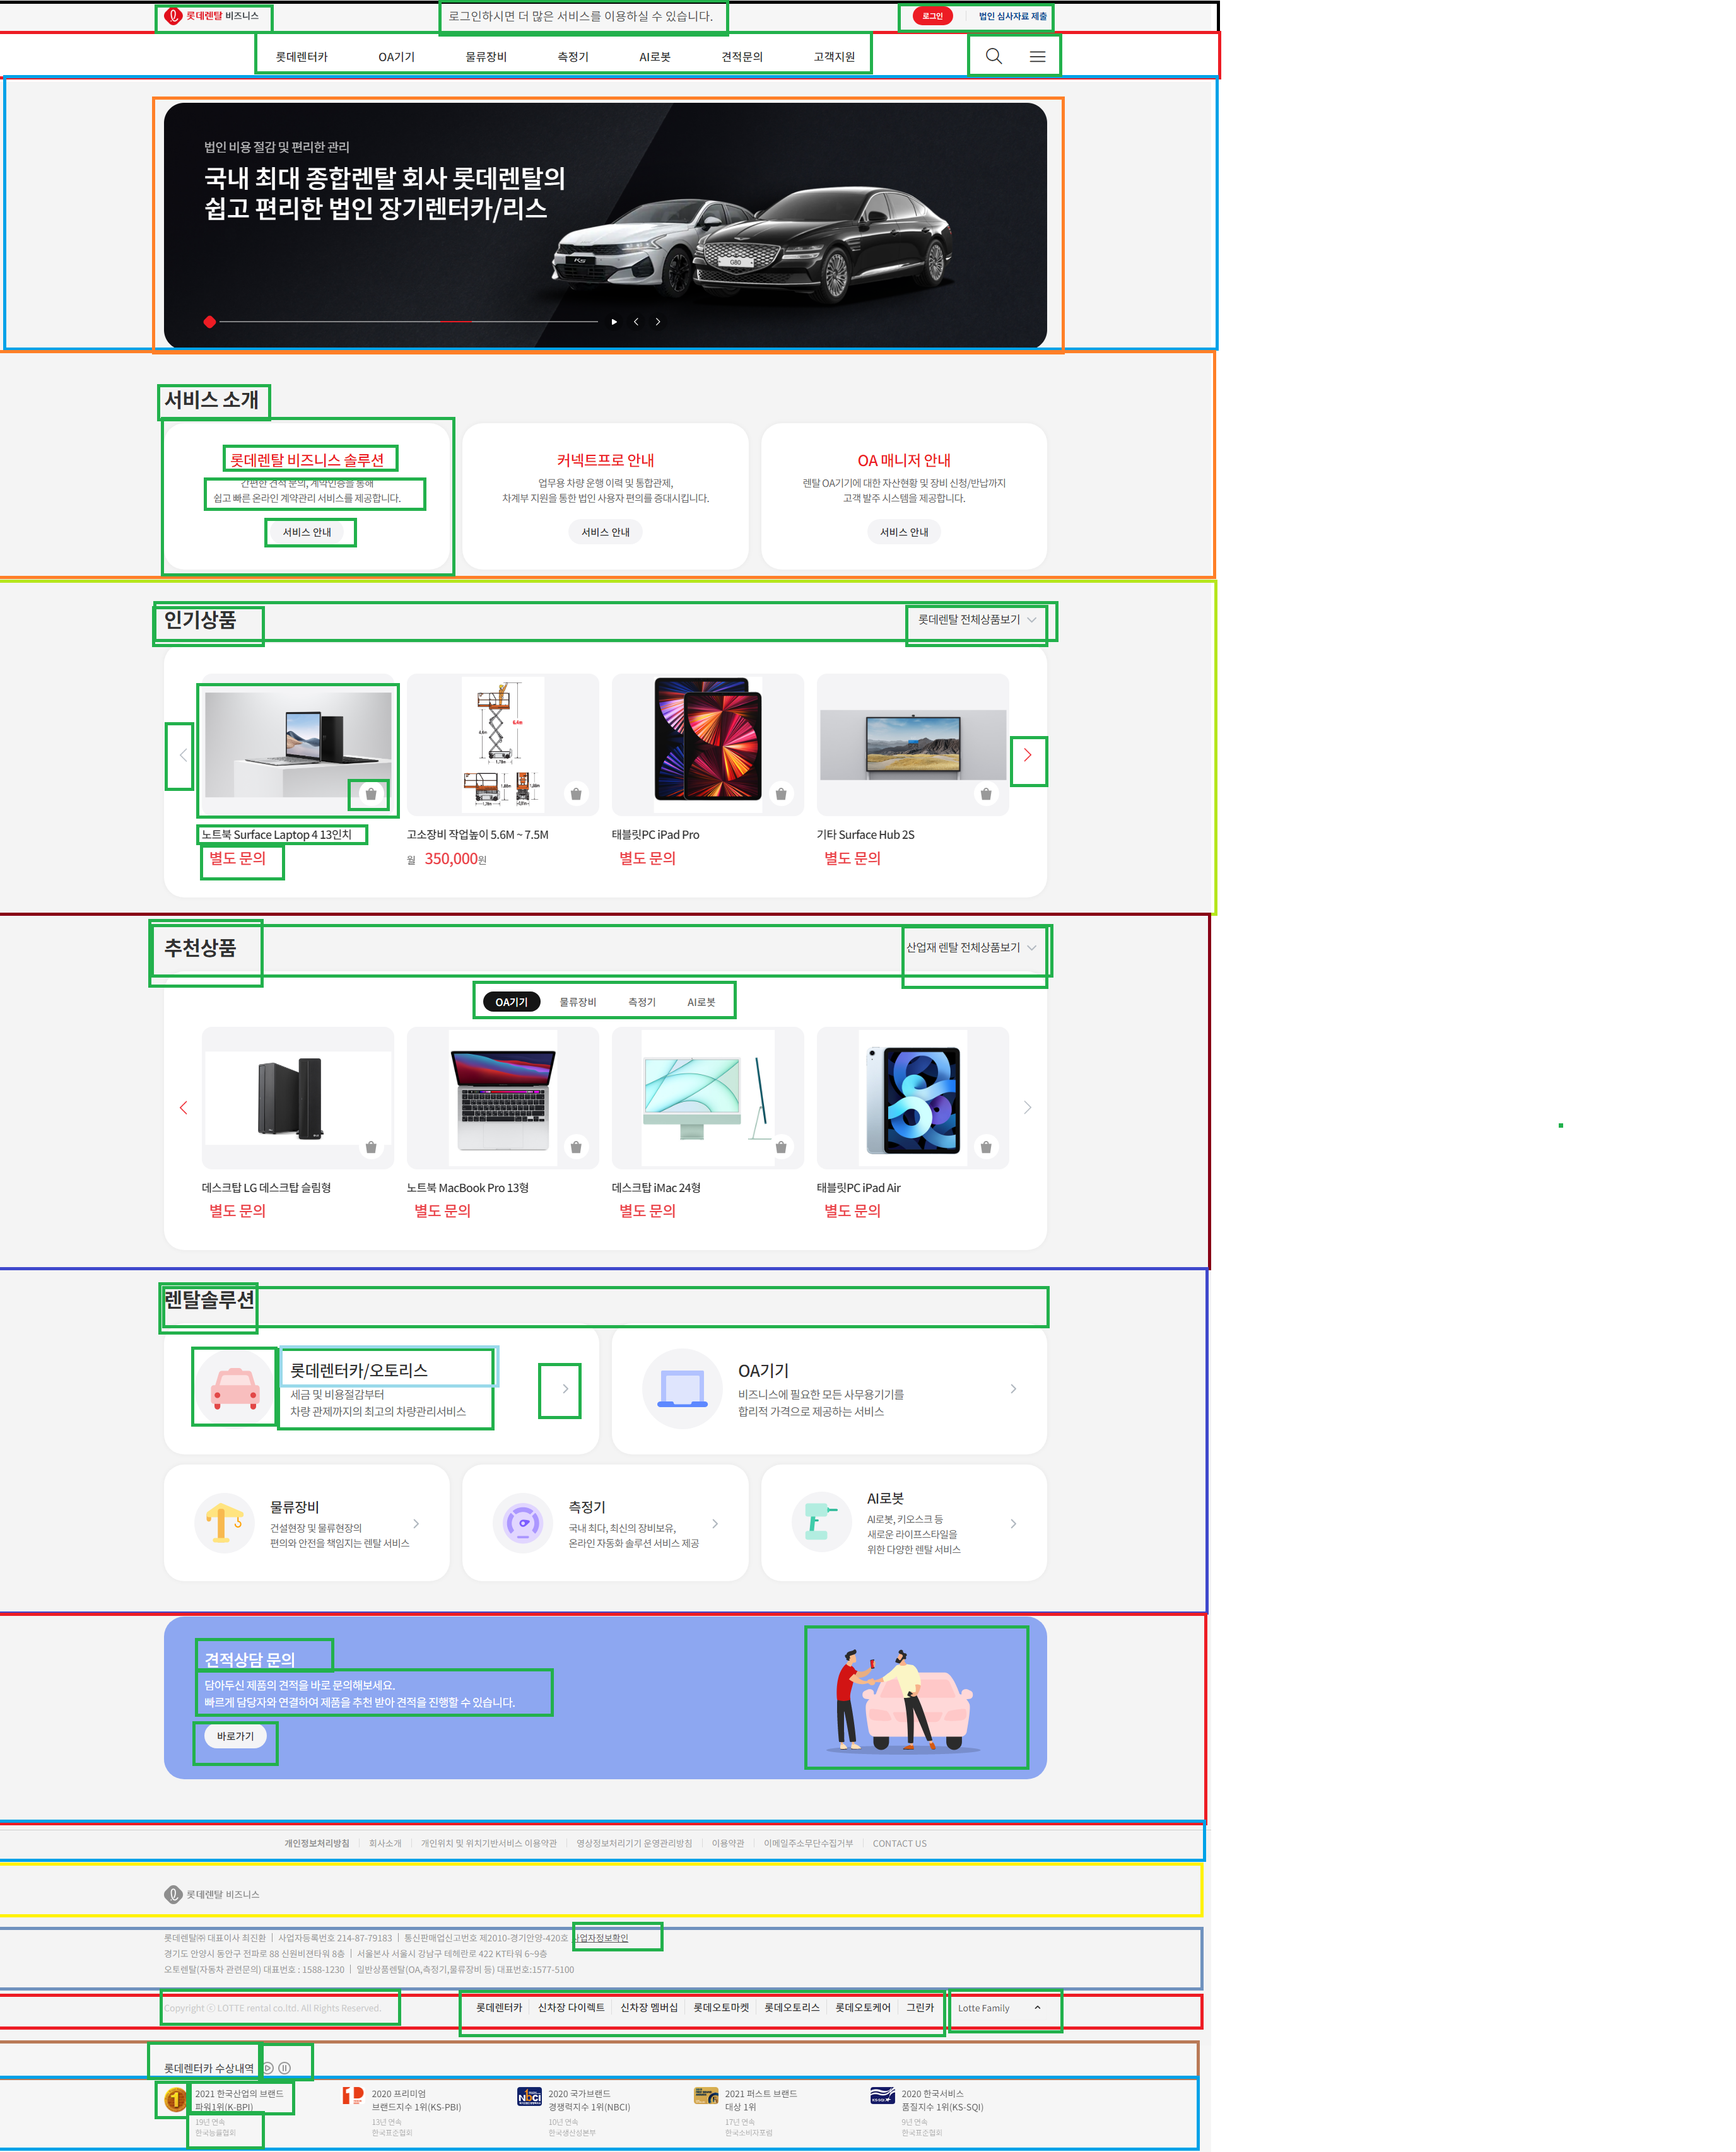 롯데렌탈 비즈니스
로그인하시면 더 많은 서비스를 이용하실 수 있습니다.
로그인
법인 심사자료 제출
롯데렌터카 OA기기 물류장비 측정기 AI로봇 견적문의 고객지원
법인 비용 절감 및 편리한 관리
국내 최대 종합렌탈 회사 롯데렌탈의
쉽고 편리한 법인 장기렌터카/리스
K5
G80
서비스 소개
롯데렌탈 비즈니스 솔루션
간편한 견적 문의, 계약인증을 통해
쉽고 빠른 온라인 계약관리 서비스를 제공합니다.
서비스 안내
커넥트프로 안내
업무용 차량 운행 이력 및 통합관제,
차계부 지원을 통한 법인 사용자 편의를 증대시킵니다.
서비스 안내
OA 매니저 안내
렌탈 OA기기에 대한 자산현황 및 장비 신청/반납까지
고객 발주 시스템을 제공합니다.
서비스 안내
인기상품
롯데렌탈 전체상품보기
노트북 Surface Laptop 4 13인치
별도 문의
고소장비 작업높이 5.6M ~ 7.5M
월 350,000원
태블릿PC iPad Pro
별도 문의
기타 Surface Hub 2S
별도 문의
추천상품
산업재 렌탈 전체상품보기
OA기기 물류장비 측정기 AI로봇
데스크탑 LG 데스크탑 슬림형
별도 문의
노트북 MacBook Pro 13형
별도 문의
데스크탑 iMac 24형
별도 문의
태블릿PC iPad Air
별도 문의
렌탈솔루션
롯데렌터카/오토리스
세금 및 비용절감부터
차량 관제까지의 최고의 차량관리서비스
OA기기
비즈니스에 필요한 모든 사무용기기를
합리적 가격으로 제공하는 서비스
물류장비
건설현장 및 물류현장의
편의와 안전을 책임지는 렌탈 서비스
측정기
국내 최다, 최신의 장비보유,
온라인 자동화 솔루션 서비스 제공
AI로봇
AI로봇, 키오스크 등
새로운 라이프스타일을
위한 다양한 렌탈 서비스
견적상담 문의
담아두신 제품의 견적을 바로 문의해보세요.
빠르게 담당자와 연결하여 제품을 추천 받아 견적을 진행할 수 있습니다.
바로가기
개인정보처리방침 회사소개 개인위치 및 위치기반서비스 이용약관 영상정보처리기기 운영관리방침 이용약관 이메일주소무단수집거부 CONTACT US
롯데렌탈 비즈니스
롯데렌탈㈜ 대표이사 최진환 | 사업자등록번호 214-87-79183 | 통신판매업신고번호 제2010-경기안양-420호 사업자정보확인
경기도 안양시 동안구 전파로 88 신원비젼타워 8층 | 서울본사 서울시 강남구 테헤란로 422 KT타워 6~9층
오토렌탈(자동차 관련문의) 대표번호 : 1588-1230 | 일반상품렌탈(OA,측정기,물류장비 등) 대표번호:1577-5100
Copyright ⓒ LOTTE rental co.ltd. All Rights Reserved.
롯데렌터카 신차장 다이렉트 신차장 멤버십 롯데오토마켓 롯데오토리스 롯데오토케어 그린카
Lotte Family
롯데렌터카 수상내역
2021 한국산업의 브랜드
파워1위(K-BPI)
19년 연속
한국능률협회
2020 프리미엄
브랜드지수 1위(KS-PBI)
13년 연속
한국표준협회
NbCi
2020 국가브랜드
경쟁력지수 1위(NBCI)
10년 연속
한국생산성본부
2021 퍼스트 브랜드
대상 1위
17년 연속
한국소비자포럼
KS-SQI
2020 한국서비스
품질지수 1위(KS-SQI)
9년 연속
한국표준협회